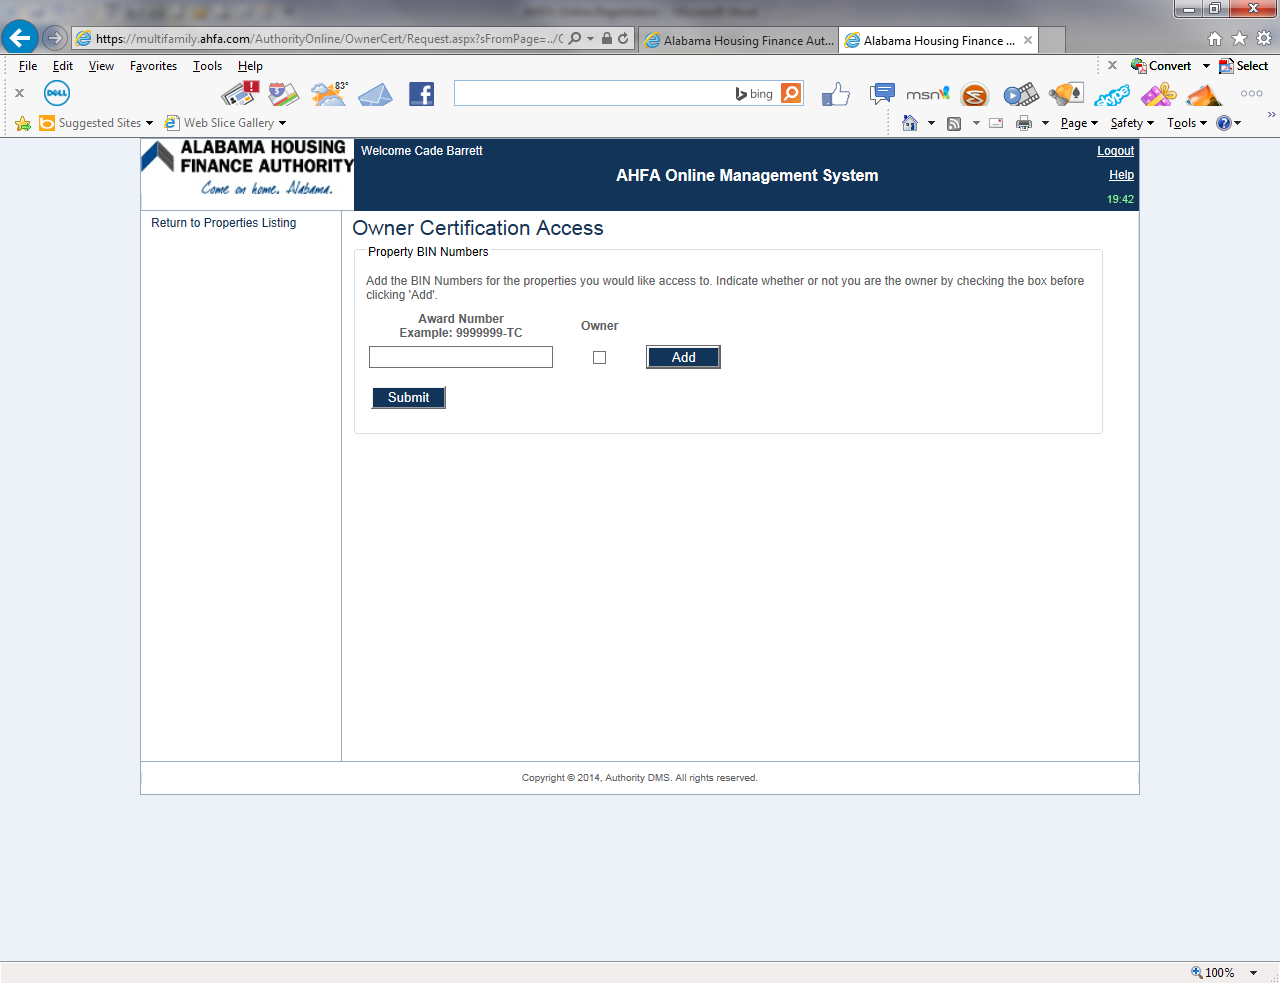 https://multifamily.ahfa.com/AuthorityOnline/OwnerCert/Request.aspx?sFromPage=../
Alabama Housing Finance Aut...
Alabama Housing Finance ...
File Edit View Favorites Tools Help
Convert
Select
DELL
83°
bing
msn
skype
Suggested Sites
Web Slice Gallery
Page
Safety
Tools
ALABAMA HOUSING
FINANCE AUTHORITY
Come on home, Alabama.
Welcome Cade Barrett
AHFA Online Management System
Logout
Help
19:42
Return to Properties Listing
Owner Certification Access
Property BIN Numbers
Add the BIN Numbers for the properties you would like access to. Indicate whether or not you are the owner by checking the box before
clicking 'Add'.
Award Number
Example: 9999999-TC
Owner
Add
Submit
Copyright © 2014, Authority DMS. All rights reserved.
100%